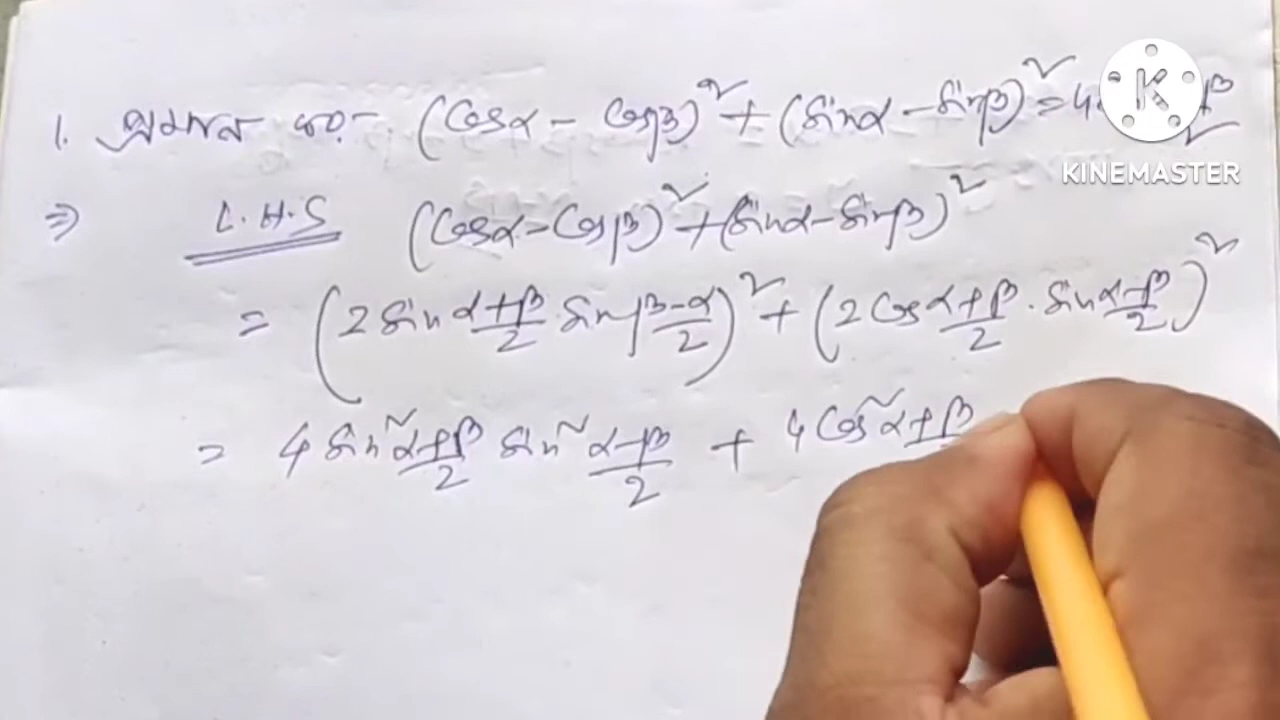 1. প্রমাণ কর:- (Cosα - Cosβ)² + (Sinα - Sinβ)² = 4
K
KINEMASTER
⇒ L.H.S (Cosα - Cosβ)² + (Sinα - Sinβ)²
= (2 Sin (α+β)/2 · Sin (β-α)/2)² + (2 Cos (α+β)/2 · Sin (α-β)/2)²
= 4 Sin² (α+β)/2 Sin² (α-β)/2 + 4 Cos² α+β